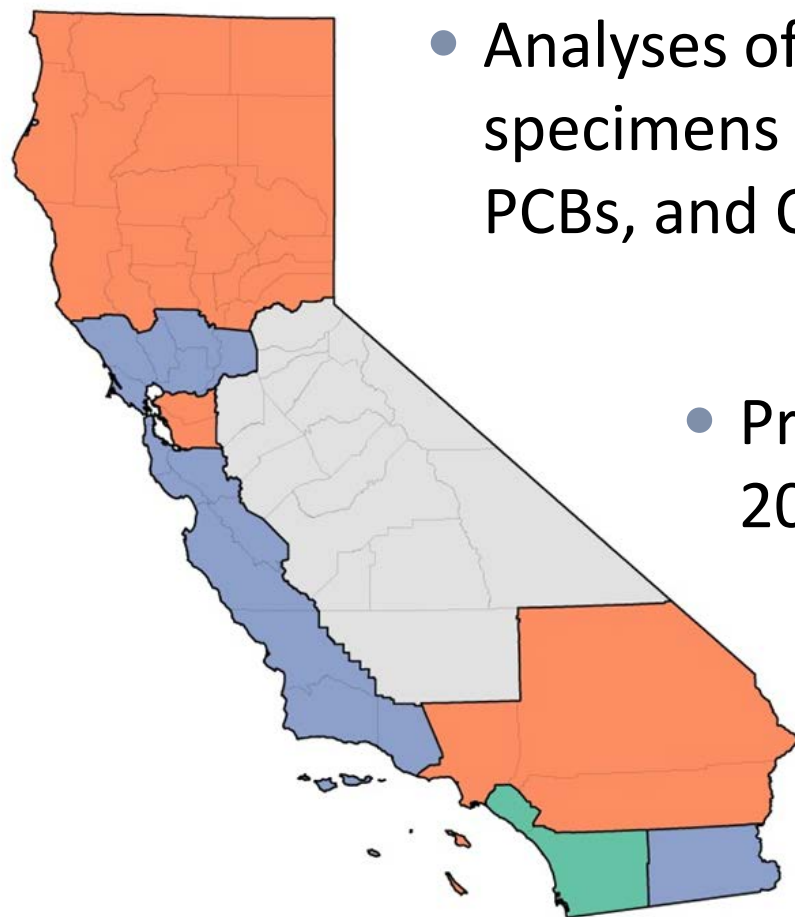 • Analyses of
specimens
PCBs, and
• Pr
20